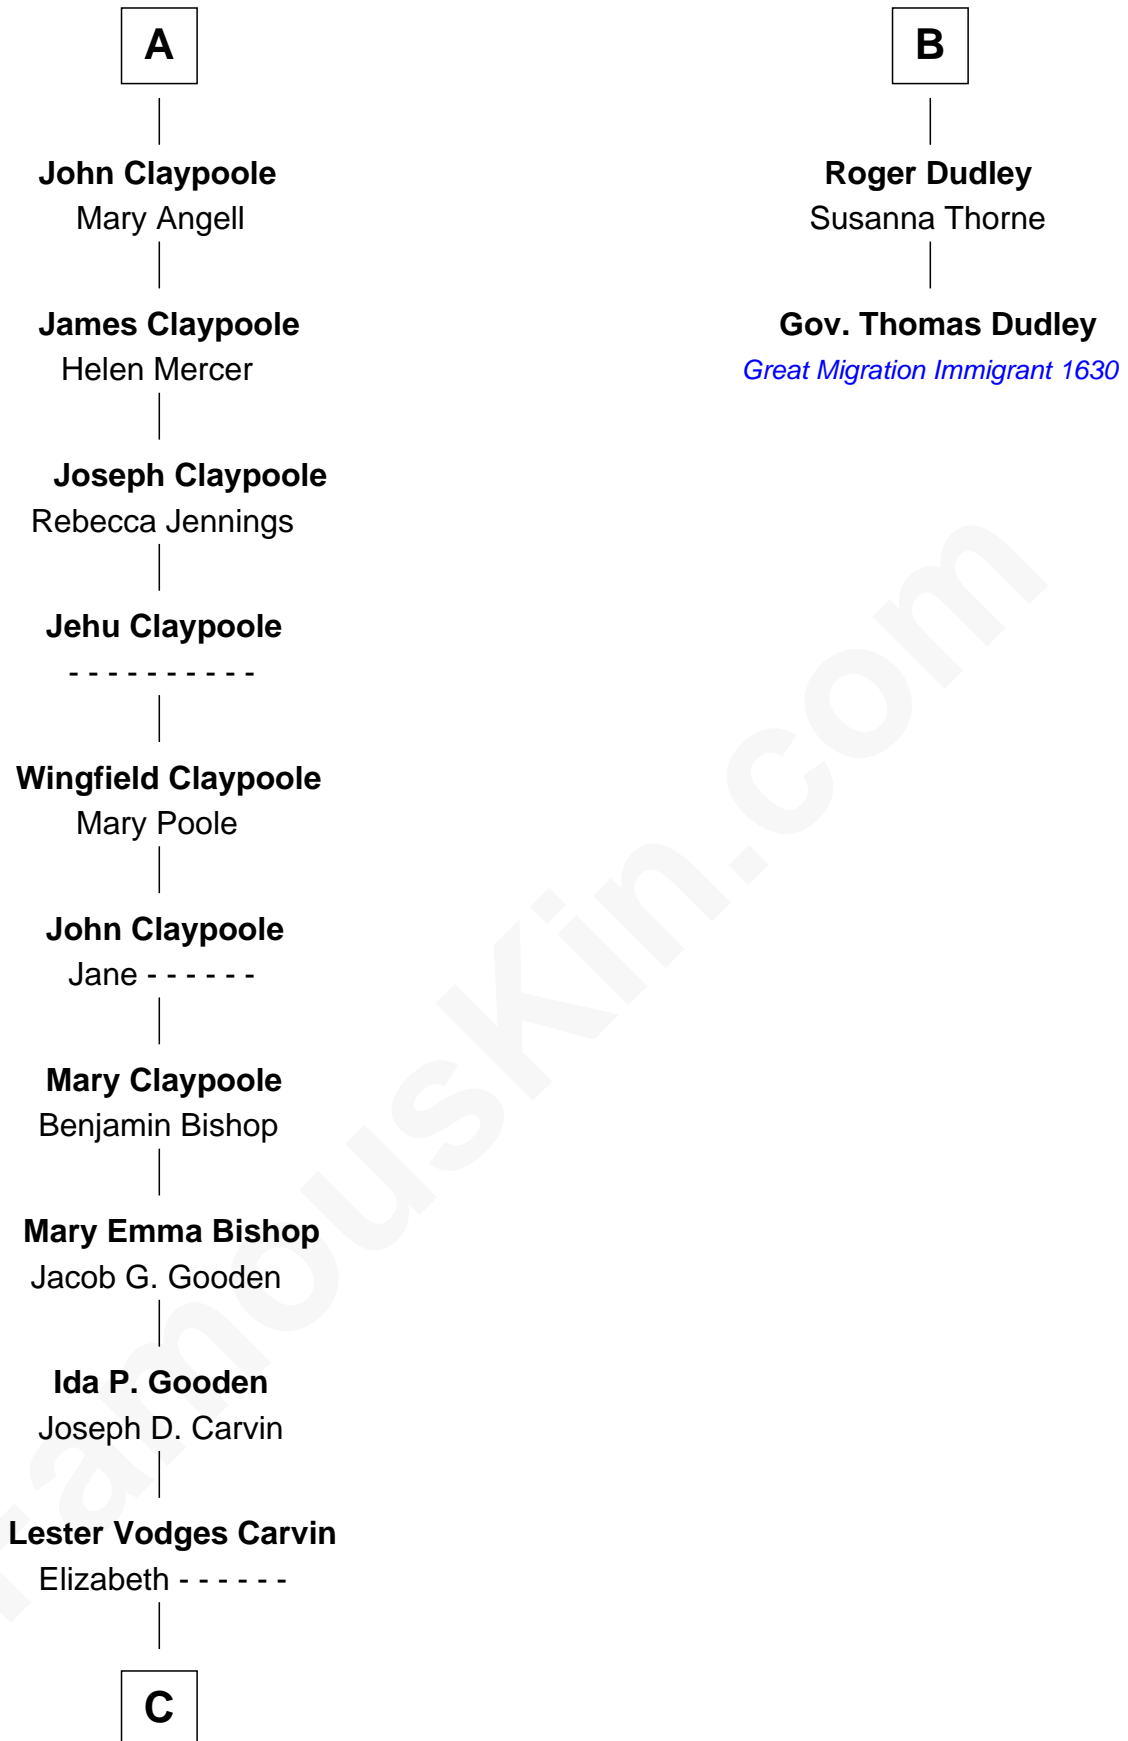 A
John Claypoole
Mary Angell
James Claypoole
Helen Mercer
Joseph Claypoole
Rebecca Jennings
Jehu Claypoole
- - - - - - - - - -
Wingfield Claypoole
Mary Poole
John Claypoole
Jane - - - - - -
Mary Claypoole
Benjamin Bishop
Mary Emma Bishop
Jacob G. Gooden
Ida P. Gooden
Joseph D. Carvin
Lester Vodges Carvin
Elizabeth - - - - - -
C
B
Roger Dudley
Susanna Thorne
Gov. Thomas Dudley
Great Migration Immigrant 1630
FamousKin.com